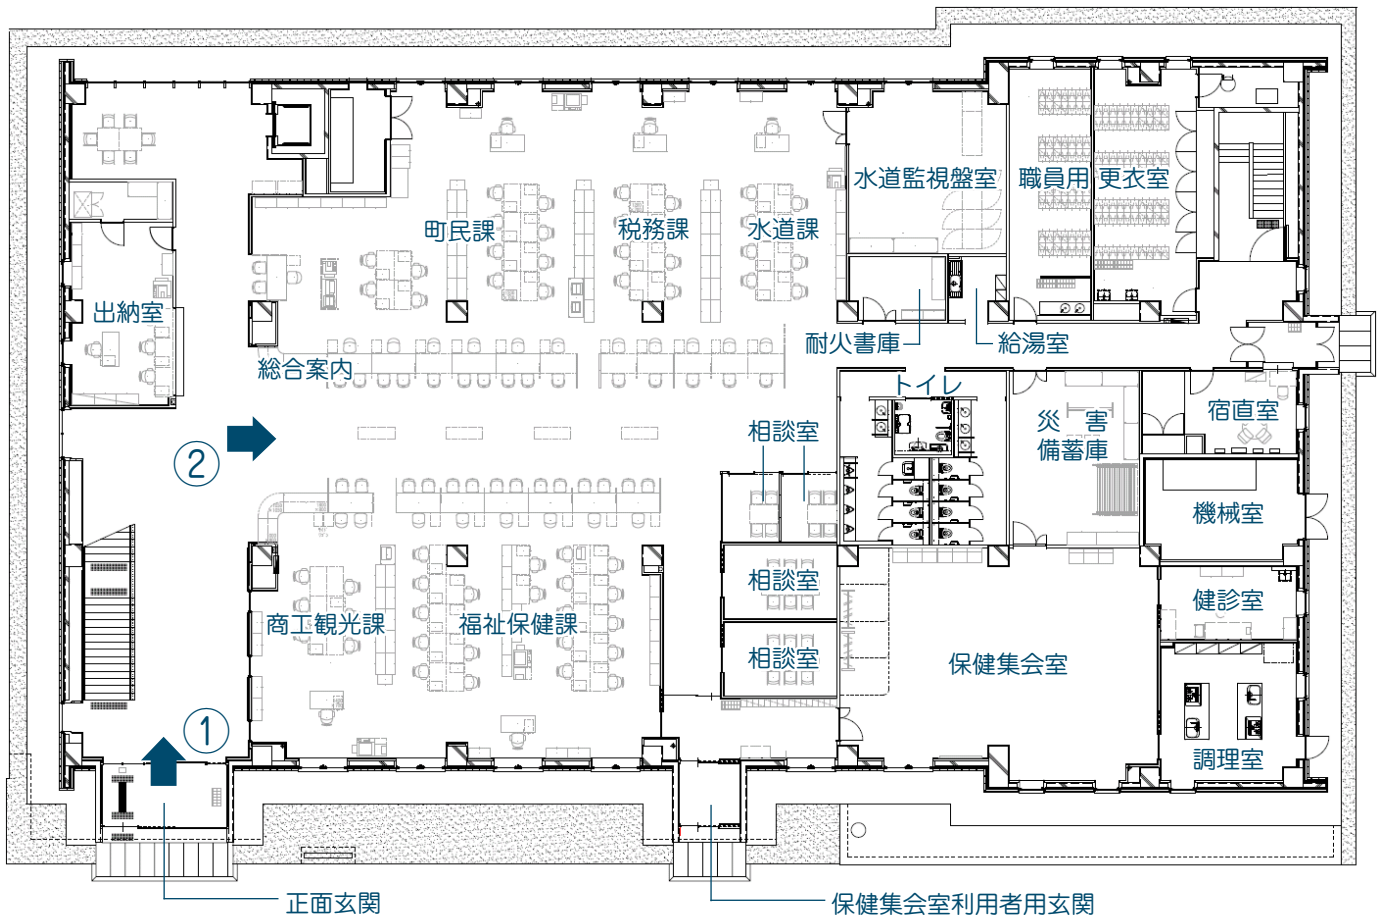 水道監視盤室
職員用 更衣室
町民課
税務課
水道課
出納室
耐火書庫
給湯室
総合案内
トイレ
宿直室
災 害
備蓄庫
相談室
②
機械室
相談室
健診室
商工観光課
福祉保健課
相談室
保健集会室
①
調理室
正面玄関
保健集会室利用者用玄関